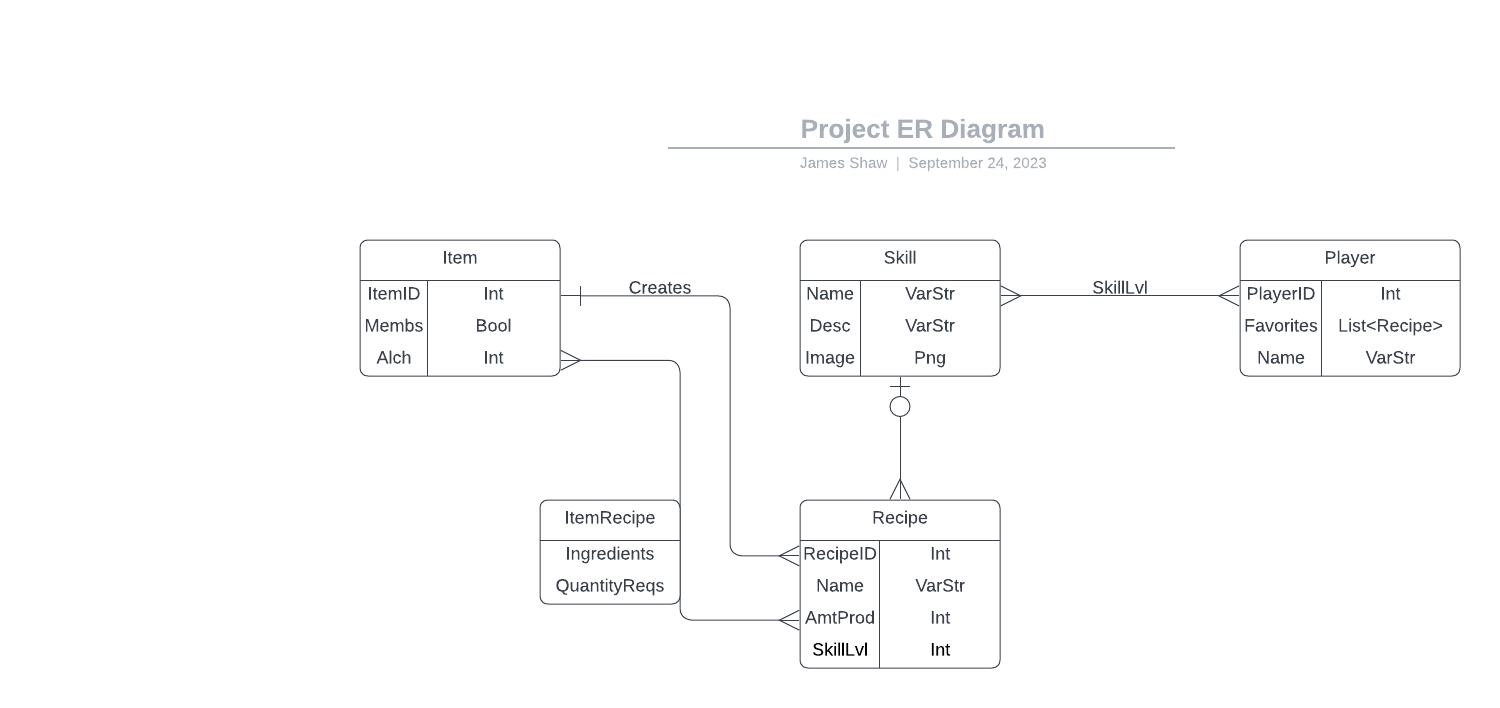 Project ER Diagram
James Shaw | September 24, 2023
Item
ItemID Int
Membs Bool
Alch Int
Creates
Skill
Name VarStr
Desc VarStr
Image Png
SkillLvl
Player
PlayerID Int
Favorites List<Recipe>
Name VarStr
ItemRecipe
Ingredients
QuantityReqs
Recipe
RecipeID Int
Name VarStr
AmtProd Int
SkillLvl Int